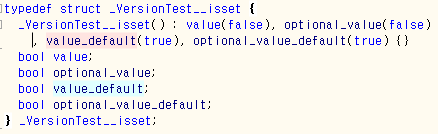 typedef struct _VersionTest__isset {
_VersionTest__isset() : value(false), optional_value(false)
, value_default(true), optional_value_default(true) {}
bool value;
bool optional_value;
bool value_default;
bool optional_value_default;
} _VersionTest__isset;